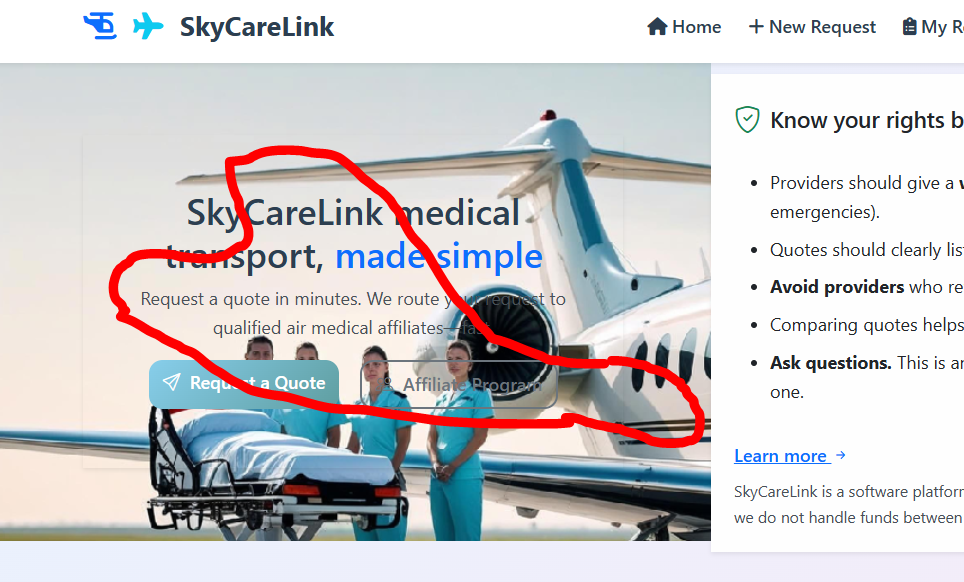 SkyCareLink
Home
New Request
My R
SkyCareLink medical
transport, made simple
Request a quote in minutes. We route your request to
qualified air medical affiliates—fast.
Request a Quote
Affiliate Program
Know your rights b
Providers should give a
emergencies).
Quotes should clearly lis
Avoid providers who re
Comparing quotes helps
Ask questions. This is an
one.
Learn more →
SkyCareLink is a software platform
we do not handle funds between